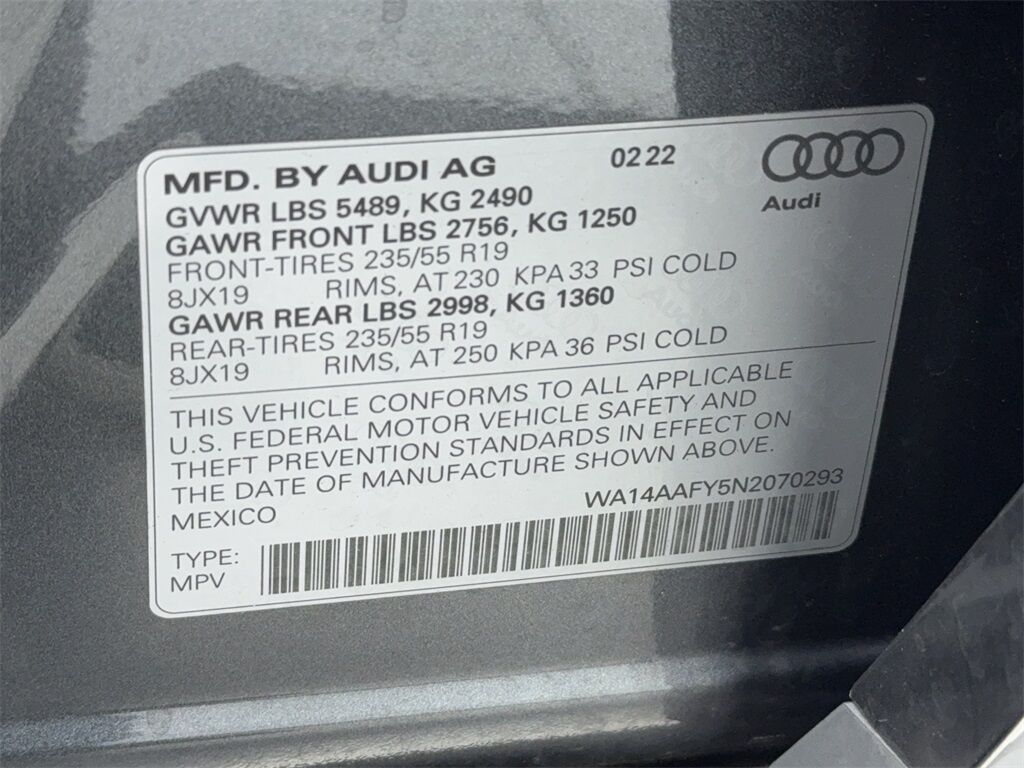 MFD. BY AUDI AG 02 22
Audi
GVWR LBS 5489, KG 2490
GAWR FRONT LBS 2756, KG 1250
FRONT-TIRES 235/55 R19
8JX19 RIMS, AT 230 KPA 33 PSI COLD
GAWR REAR LBS 2998, KG 1360
REAR-TIRES 235/55 R19
8JX19 RIMS, AT 250 KPA 36 PSI COLD
THIS VEHICLE CONFORMS TO ALL APPLICABLE
U.S. FEDERAL MOTOR VEHICLE SAFETY AND
THEFT PREVENTION STANDARDS IN EFFECT ON
THE DATE OF MANUFACTURE SHOWN ABOVE.
MEXICO WA14AAFY5N2070293
TYPE:
MPV